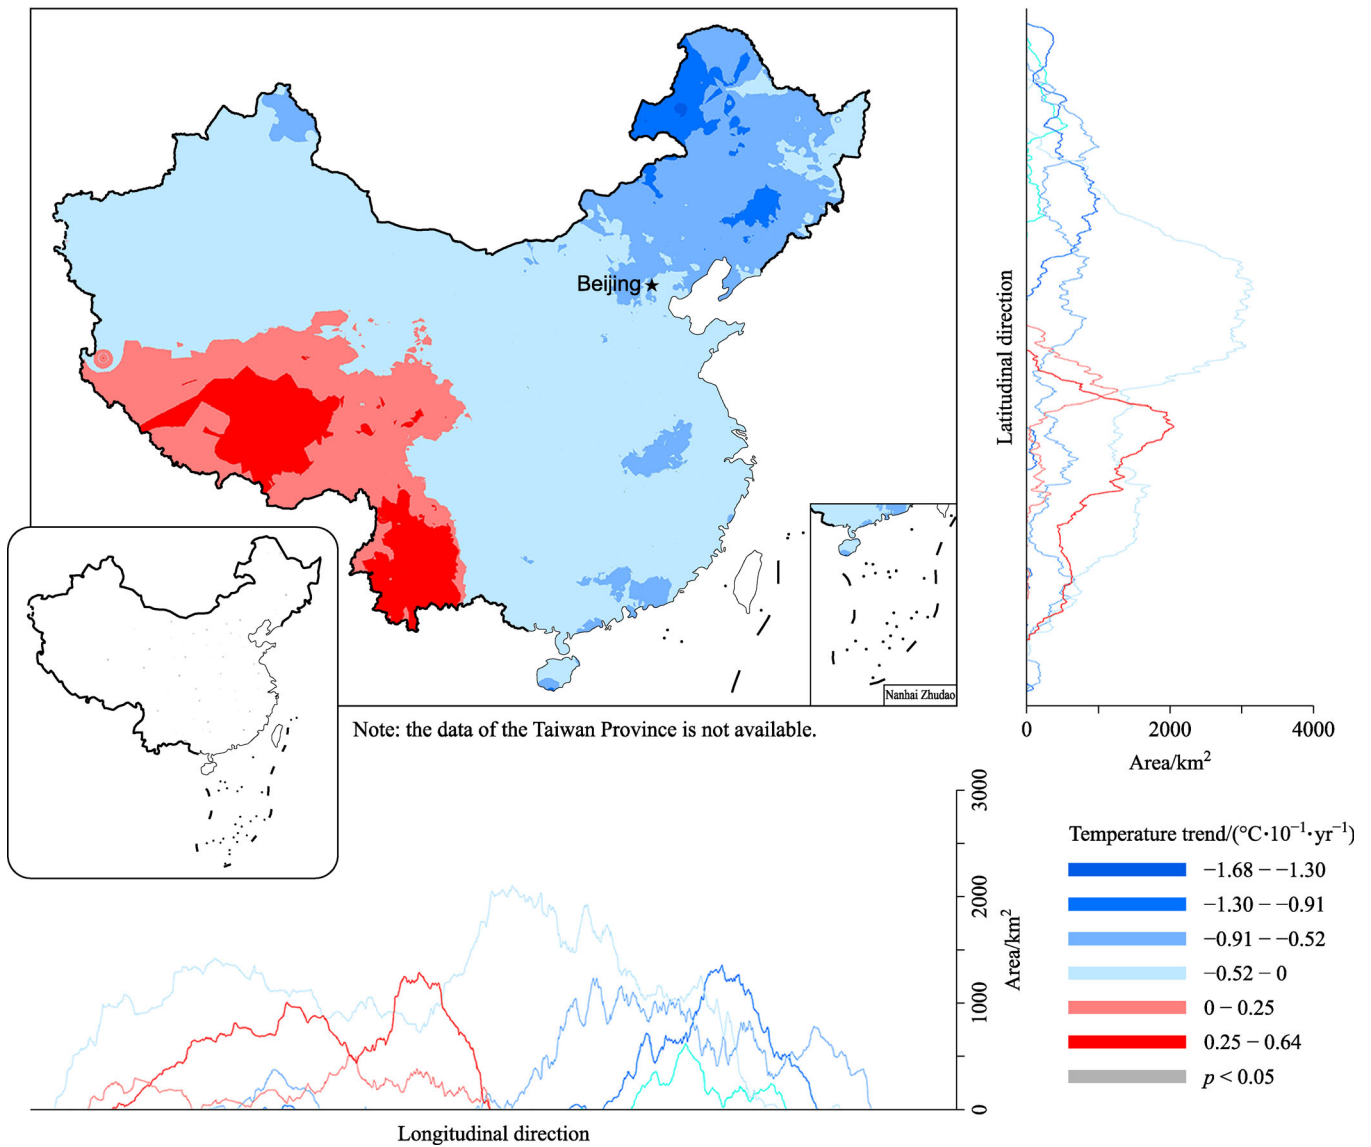 Beijing
Nanhai Zhudao
Note: the data of the Taiwan Province is not available.
Latitudinal direction
0 2000 4000
Area/km²
3000
2000
1000
0
Area/km²
Longitudinal direction
Temperature trend/(°C·10⁻¹·yr⁻¹)
−1.68 – −1.30
−1.30 – −0.91
−0.91 – −0.52
−0.52 – 0
0 – 0.25
0.25 – 0.64
p < 0.05